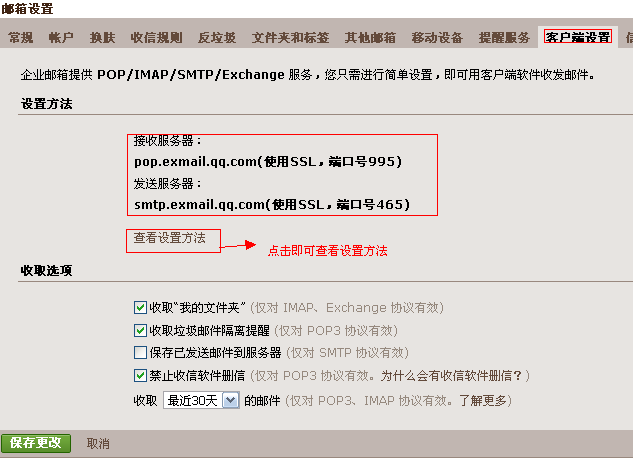 邮箱设置
常规 帐户 换肤 收信规则 反垃圾 文件夹和标签 其他邮箱 移动设备 提醒服务 客户端设置
企业邮箱提供 POP/IMAP/SMTP/Exchange 服务，您只需进行简单设置，即可用客户端软件收发邮件。
设置方法
接收服务器：
pop.exmail.qq.com(使用SSL，端口号995)
发送服务器：
smtp.exmail.qq.com(使用SSL，端口号465)
查看设置方法 点击即可查看设置方法
收取选项
收取“我的文件夹” (仅对 IMAP、Exchange 协议有效)
收取垃圾邮件隔离提醒 (仅对 POP3 协议有效)
保存已发送邮件到服务器 (仅对 SMTP 协议有效)
禁止收信软件删信 (仅对 POP3 协议有效。为什么会有收信软件删信？)
收取 最近30天 的邮件 (仅对 POP3、IMAP 协议有效。了解更多)
保存更改 取消